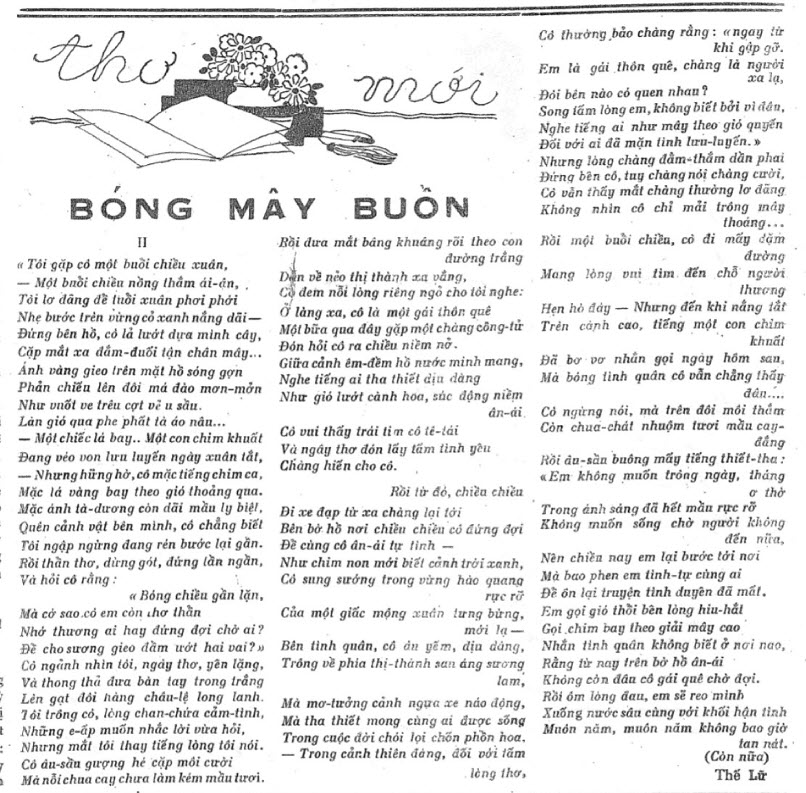 thơ mới
BÓNG MÂY BUỒN
II
« Tôi gặp cô một buổi chiều xuân,
— Một buổi chiều nồng thắm ái-ân,
Tôi lơ đãng để tuổi xuân phơi phới
Nhẹ bước trên vừng cỏ xanh nắng dãi—
Đứng bên hồ, cô lả lướt dựa mình cây,
Cặp mắt xa đắm-đuối tận chân mây...
Ánh vàng gieo trên mặt hồ sóng gợn
Phản chiếu lên đôi má đào mơn-mởn
Như vuốt ve trêu cợt vẻ u sầu.
Làn gió qua phe phất tà áo nâu...
— Một chiếc lá bay.. Một con chim khuất
Đang véo von lưu luyến ngày xuân tắt,
— Nhưng hững hờ, cô mặc tiếng chim ca,
Mặc lá vàng bay theo gió thoảng qua.
Mặc ánh tà-dương còn dãi mầu ly biệt,
Quên cảnh vật bên mình, cô chẳng biết
Tôi ngập ngừng đang rén bước lại gần.
Rồi thẫn thơ, dừng gót, đứng lần ngần,
Và hỏi cô rằng :
« Bóng chiều gần lặn,
Mà cớ sao cô em còn thơ thẩn
Nhớ thương ai hay đứng đợi chờ ai?
Để cho sương gieo đầm ướt hai vai?»
Cô ngảnh nhìn tôi, ngây thơ, yên lặng,
Và thong thả đưa bàn tay trong trắng
Lên gạt đôi hàng châu-lệ long lanh.
Tôi trông cô, lòng chan-chứa cảm-tình,
Những e-ấp muốn nhắc lời vừa hỏi,
Nhưng mắt tôi thay tiếng lòng tôi nói.
Cô âu-sầu gượng hé cặp môi cười
Mà nỗi chua cay chưa làm kém mầu tươi.
Rồi đưa mắt bâng khuâng rõi theo con
đường trắng
Dẫn về nẻo thị thành xa vắng,
Cô đem nỗi lòng riêng ngỏ cho tôi nghe:
Ở làng xa, cô là một gái thôn quê
Một bữa qua đây gặp một chàng công-tử
Đón hỏi cô ra chiều niềm nở.
Giữa cảnh êm-đềm hồ nước mình mang,
Nghe tiếng ai tha thiết dịu dàng
Như gió lướt cành hoa, súc động niềm
ân-ái.
Cô vui thấy trái tim cô tê-tái
Và ngây thơ đón lấy tấm tình yêu
Chàng hiến cho cô.
Rồi từ đó, chiều chiều
Đi xe đạp từ xa chàng lại tới
Bên bờ hồ nơi chiều chiều cô đứng đợi
Để cùng cô ân-ái tự tình —
Như chim non mới biết cảnh trời xanh,
Cô sung sướng trong vừng hào quang
rực rỡ
Của một giấc mộng xuân tưng bừng,
mới lạ—
Bên tình quân, cô âu yếm, dịu dàng,
Trông về phía thị-thành sau áng sương
lam,
Mà mơ-tưởng cảnh ngựa xe náo động,
Mà tha thiết mong cùng ai được sống
Trong cuộc đời chói lọi chốn phồn hoa.
— Trong cảnh thiên đàng, đối với tấm
lòng thơ,
Cô thường bảo chàng rằng : «ngay từ
khi gặp gỡ.
Em là gái thôn quê, chàng là người
xa lạ,
Đôi bên nào có quen nhau?
Song tấm lòng em, không biết bởi vì đâu,
Nghe tiếng ai như mây theo gió quyến
Đối với ai đã mặn tình lưu-luyến.»
Nhưng lòng chàng đằm-thắm dần phai
Đứng bên cô, tuy chàng nói chàng cười,
Cô vẫn thấy mắt chàng thường lơ đãng
Không nhìn cô chỉ mải trông mây
thoảng...
Rồi một buổi chiều, cô đi mấy dặm
đường
Mang lòng vui tìm đến chỗ người
thương
Hẹn hò đây — Nhưng đến khi nắng tắt
Trên cành cao, tiếng một con chim
khuất
Đã bơ vơ nhắn gọi ngày hôm sau,
Mà bóng tình quân cô vẫn chẳng thấy
đâu....
Cô ngừng nói, mà trên đôi môi thắm
Còn chua-chát nhuộm tươi mầu cay-
đắng
Rồi âu-sầu buông mấy tiếng thiết-tha:
«Em không muốn trông ngày, tháng
ơ thờ
Trong ánh sáng đã hết mầu rực rỡ
Không muốn sống chờ người không
đến nữa,
Nên chiều nay em lại bước tới nơi
Mà bao phen em tình-tự cùng ai
Để ôn lại truyện tình duyên đã mất.
Em gọi gió thổi bên lòng hiu-hắt
Gọi chim bay theo giải mây cao
Nhắn tình quân không biết ở nơi nao,
Rằng từ nay trên bờ hồ ân-ái
Không còn đâu cô gái quê chờ đợi.
Rồi ôm lòng đau, em sẽ reo mình
Xuống nước sâu cùng với khối hận tình
Muôn năm, muôn năm không bao giờ
tan nát.
(Còn nữa)
Thế Lữ